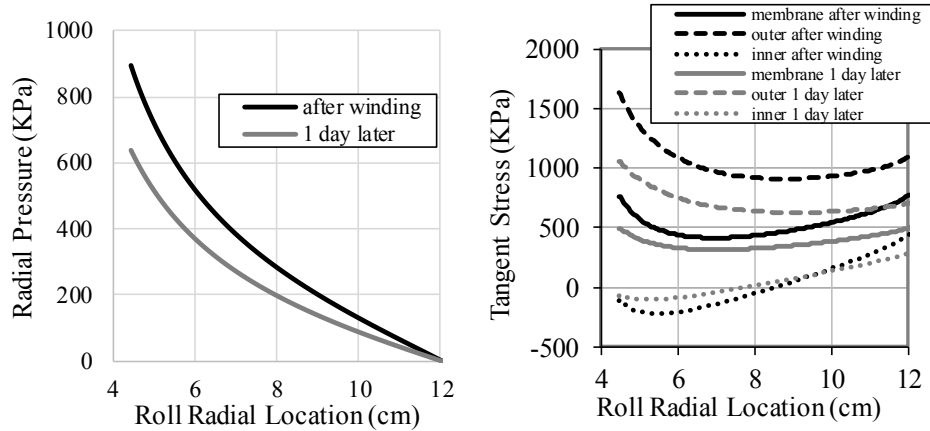 1000
800
600
400
200
0
Radial Pressure (KPa)
after winding
1 day later
4 6 8 10 12
Roll Radial Location (cm)
membrane after winding
outer after winding
inner after winding
membrane 1 day later
outer 1 day later
inner 1 day later
2000
1500
1000
500
0
-500
Tangent Stress (KPa)
4 6 8 10 12
Roll Radial Location (cm)